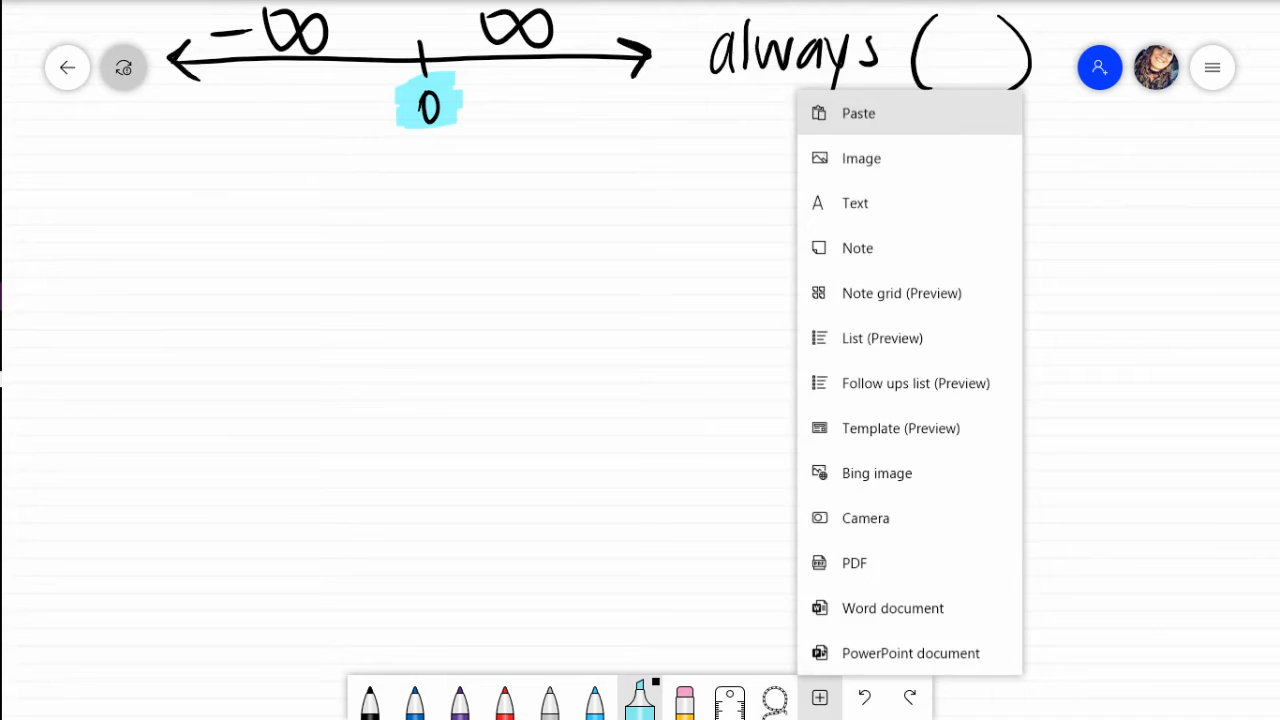 -∞ ∞ always ( )
0
Paste
Image
Text
Note
Note grid (Preview)
List (Preview)
Follow ups list (Preview)
Template (Preview)
Bing image
Camera
PDF
Word document
PowerPoint document